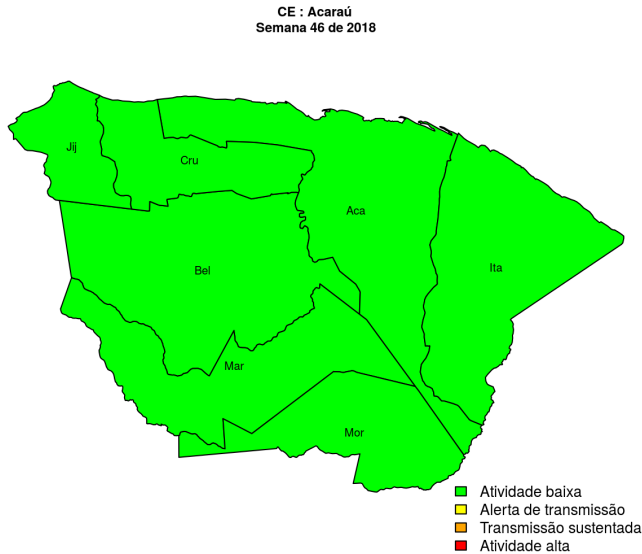 CE : Acaraú
Semana 46 de 2018
Jij
Cru
Aca
Bel
Ita
Mar
Mor
Atividade baixa
Alerta de transmissão
Transmissão sustentada
Atividade alta